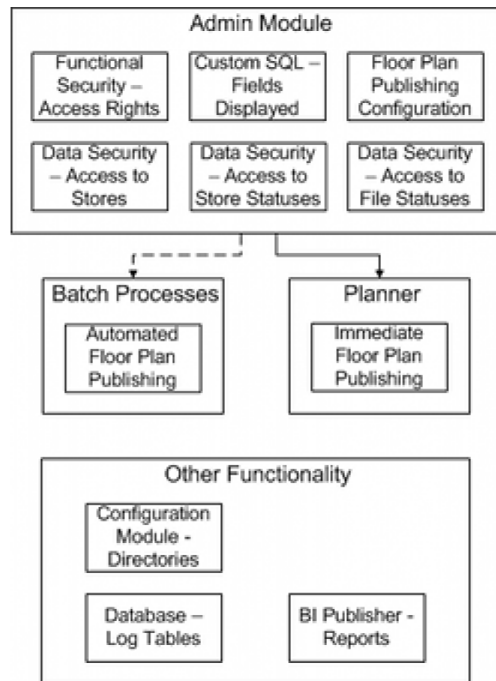 Admin Module
Functional
Security –
Access Rights
Custom SQL –
Fields
Displayed
Floor Plan
Publishing
Configuration
Data Security
– Access to
Stores
Data Security
– Access to
Store Statuses
Data Security
– Access to
File Statuses
Batch Processes
Automated
Floor Plan
Publishing
Planner
Immediate
Floor Plan
Publishing
Other Functionality
Configuration
Module -
Directories
Database –
Log Tables
BI Publisher -
Reports